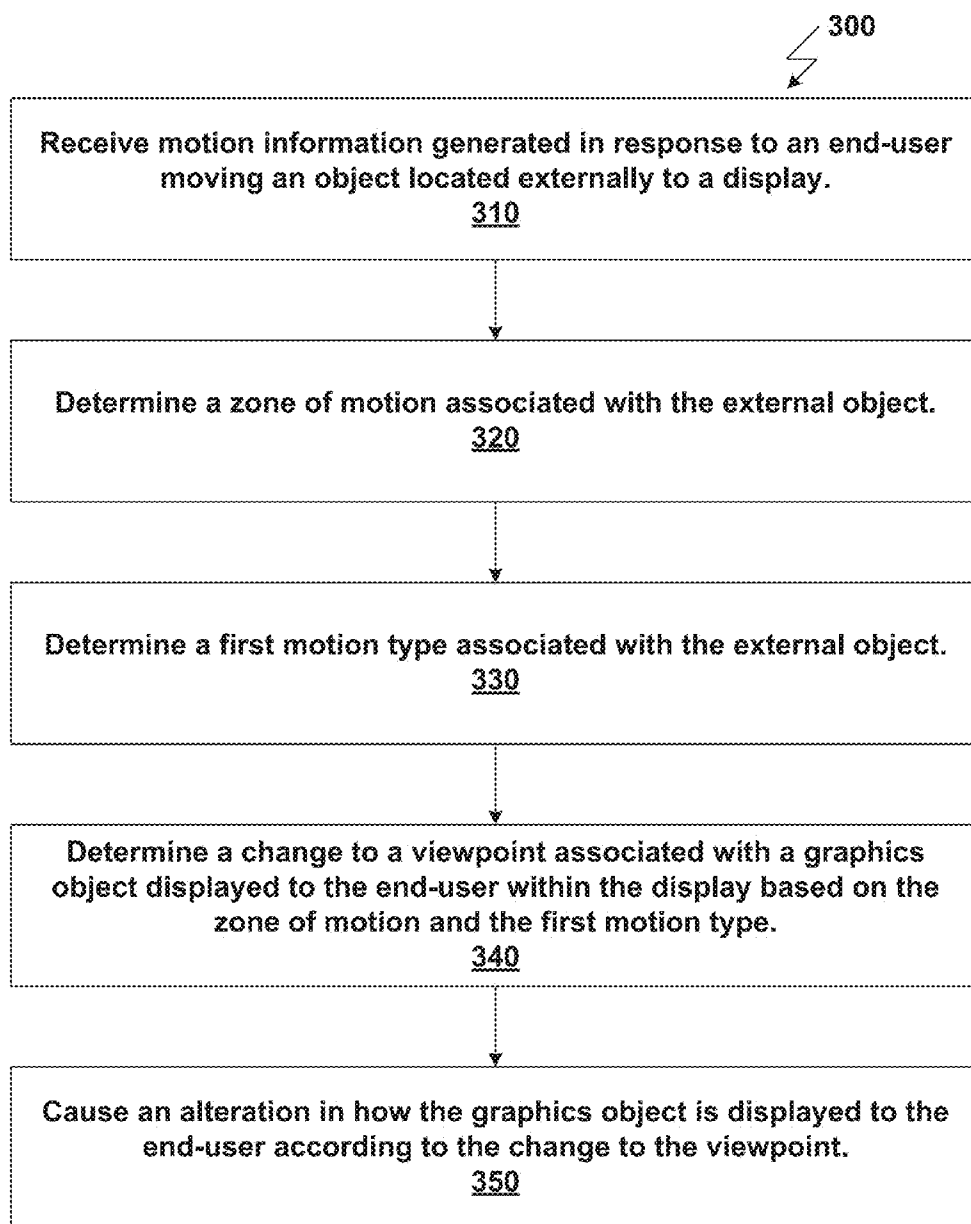 300
Receive motion information generated in response to an end-user
moving an object located externally to a display.
310
Determine a zone of motion associated with the external object.
320
Determine a first motion type associated with the external object.
330
Determine a change to a viewpoint associated with a graphics
object displayed to the end-user within the display based on the
zone of motion and the first motion type.
340
Cause an alteration in how the graphics object is displayed to the
end-user according to the change to the viewpoint.
350